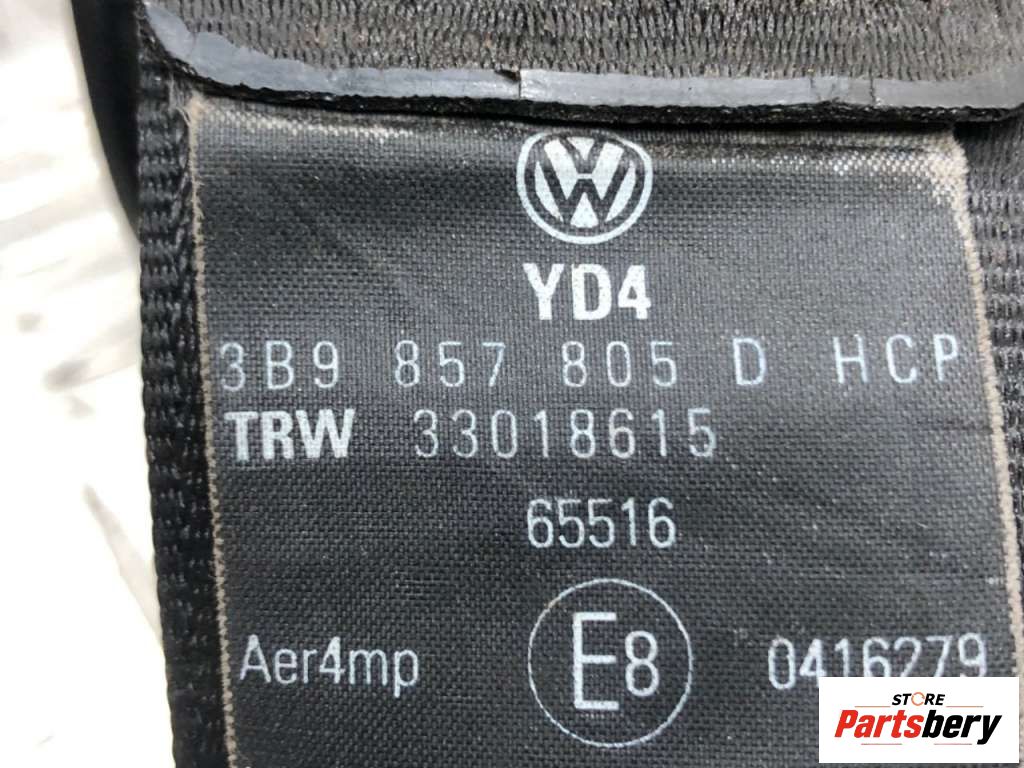 YD4
3B9 857 805 D HCP
TRW 33018615
65516
Aer4mp E8 0416279
STORE
Partsbery